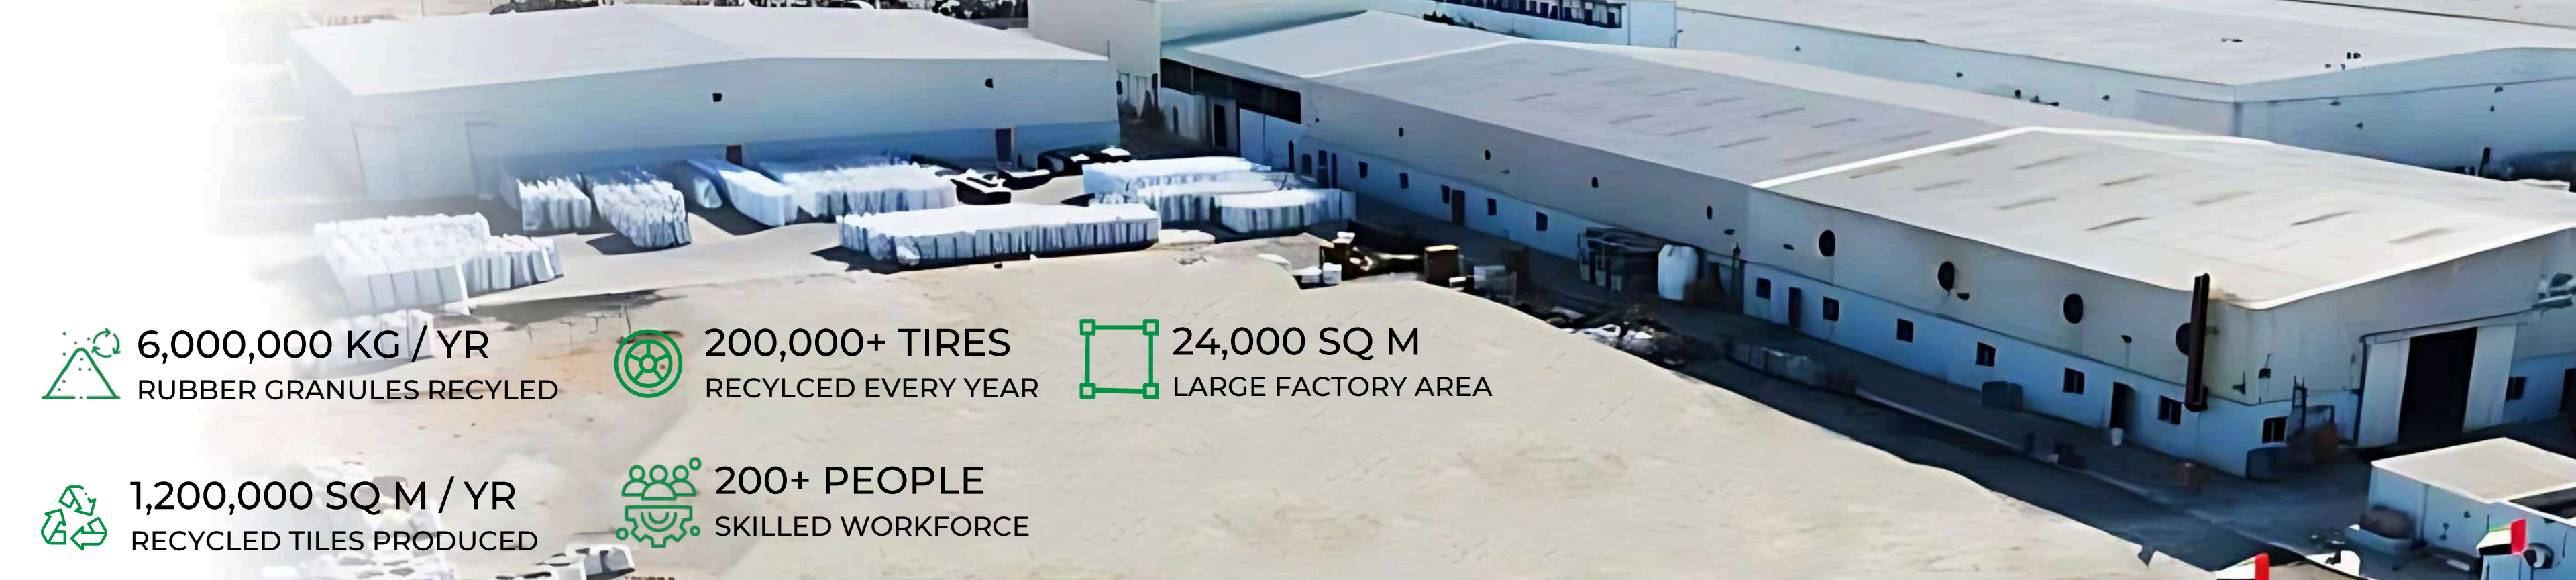 6,000,000 KG / YR
RUBBER GRANULES RECYLED
200,000+ TIRES
RECYLCED EVERY YEAR
24,000 SQ M
LARGE FACTORY AREA
1,200,000 SQ M / YR
RECYCLED TILES PRODUCED
200+ PEOPLE
SKILLED WORKFORCE